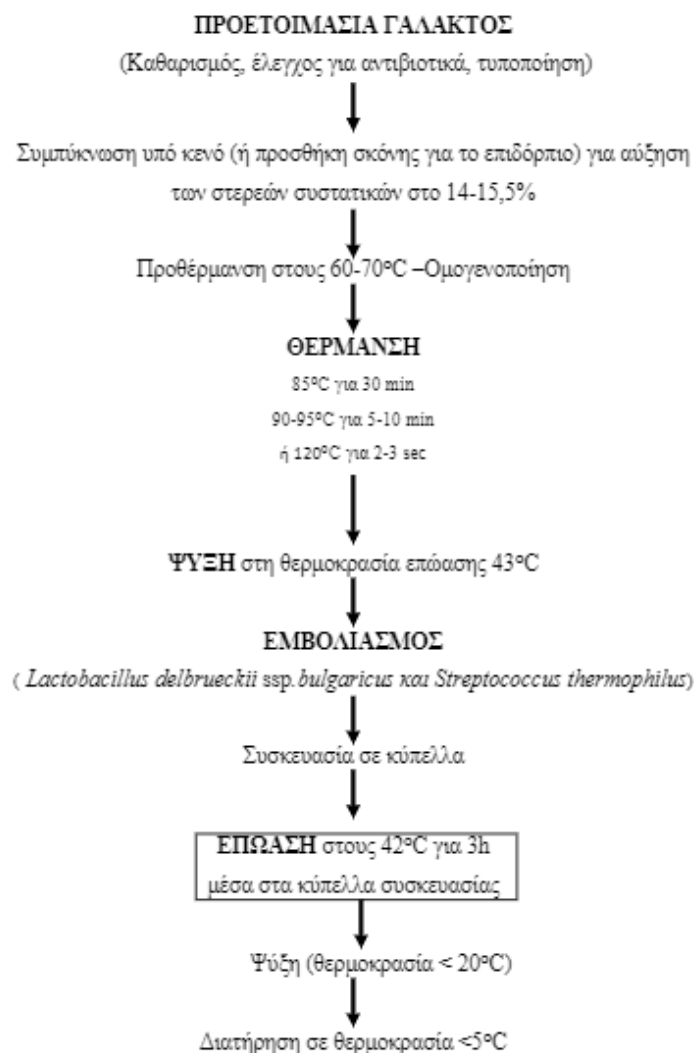 ΠΡΟΕΤΟΙΜΑΣΙΑ ΓΑΛΑΚΤΟΣ
(Καθαρισμός, έλεγχος για αντιβιοτικά, τυποποίηση)
Συμπύκνωση υπό κενό (ή προσθήκη σκόνης για το επιδόρπιο) για αύξηση
των στερεών συστατικών στο 14-15,5%
Προθέρμανση στους 60-70°C –Ομογενοποίηση
ΘΕΡΜΑΝΣΗ
85°C για 30 min
90-95°C για 5-10 min
ή 120°C για 2-3 sec
ΨΥΞΗ στη θερμοκρασία επώασης 43°C
ΕΜΒΟΛΙΑΣΜΟΣ
( Lactobacillus delbrueckii ssp. bulgaricus και Streptococcus thermophilus)
Συσκευασία σε κύπελλα
ΕΠΩΑΣΗ στους 42°C για 3h
μέσα στα κύπελλα συσκευασίας
Ψύξη (θερμοκρασία < 20°C)
Διατήρηση σε θερμοκρασία <5°C